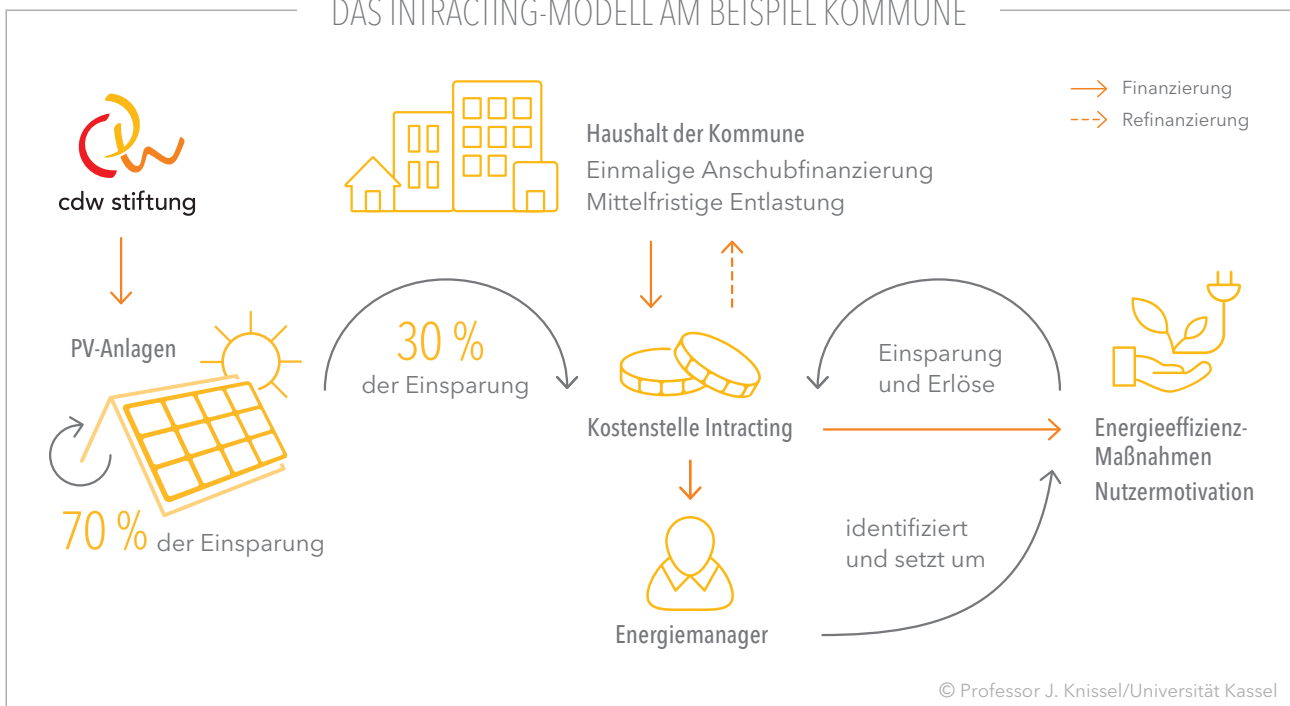 DAS INTRACTING-MODELL AM BEISPIEL KOMMUNE
Finanzierung
Refinanzierung
cdw stiftung
Haushalt der Kommune
Einmalige Anschubfinanzierung
Mittelfristige Entlastung
PV-Anlagen
30 %
der Einsparung
70 % der Einsparung
Kostenstelle Intracting
Einsparung
und Erlöse
Energieeffizienz-
Maßnahmen
Nutzermotivation
identifiziert
und setzt um
Energiemanager
© Professor J. Knissel/Universität Kassel